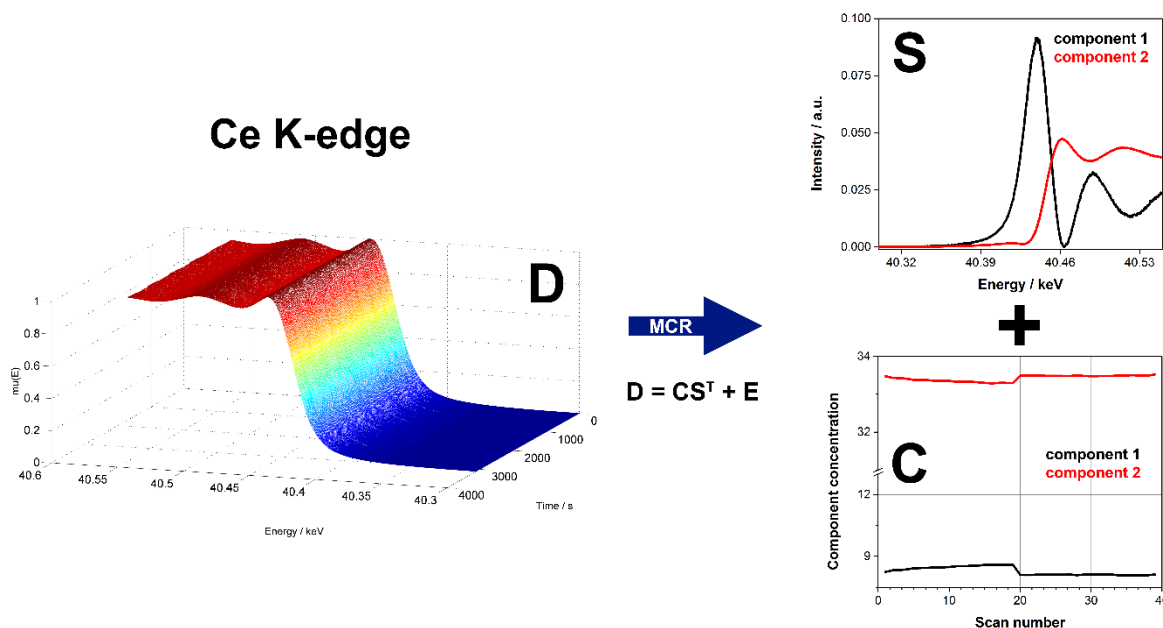 Ce K-edge
D
1
0.8
0.6
0.4
0.2
0
mu(E)
40.6
40.55
40.5
40.45
40.4
40.35
40.3
Energy / keV
0
1000
2000
3000
4000
Time / s
MCR
D = CSᵀ + E
S
component 1
component 2
0.100
0.075
0.050
0.025
0.000
Intensity / a.u.
40.32 40.39 40.46 40.53
Energy / keV
+
34
33
12
9
Component concentration
C
component 1
component 2
0 10 20 30 40
Scan number